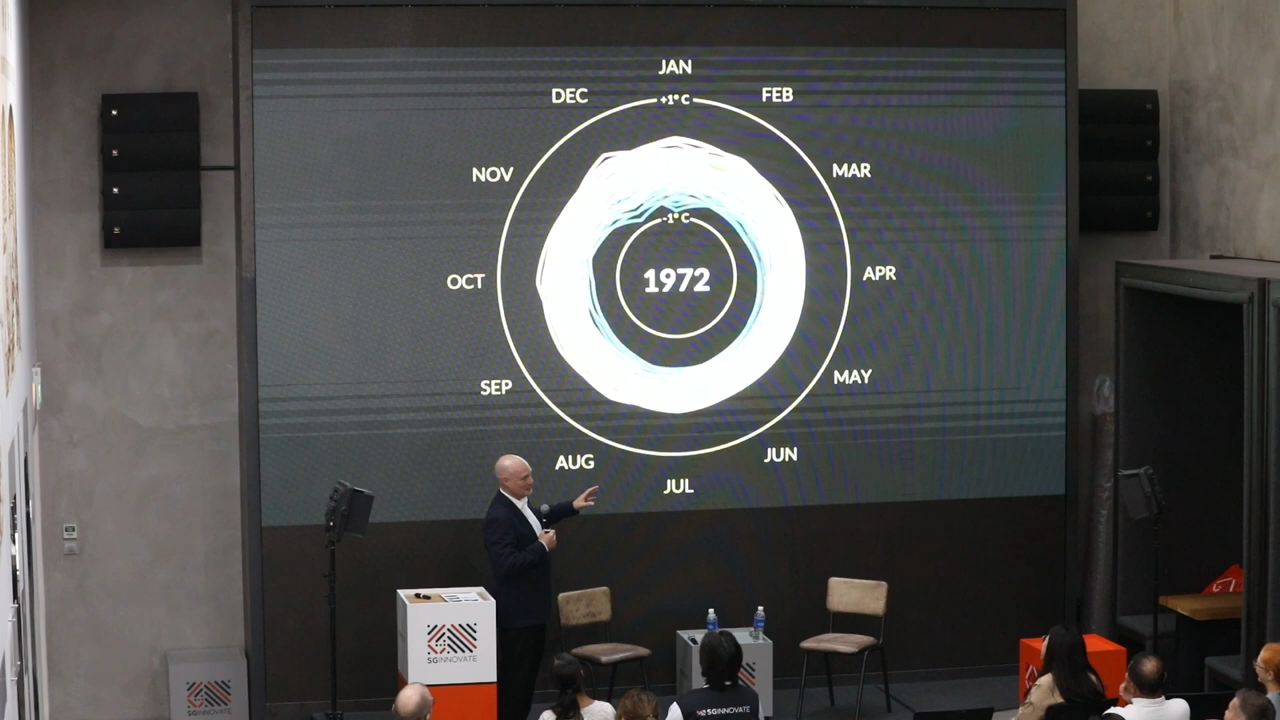 JAN
DEC
+1° C
FEB
NOV
MAR
-1° C
OCT
1972
APR
SEP
MAY
AUG
JUN
JUL
SGINNOVATE
SGINNOVATE
SGINNOVATE